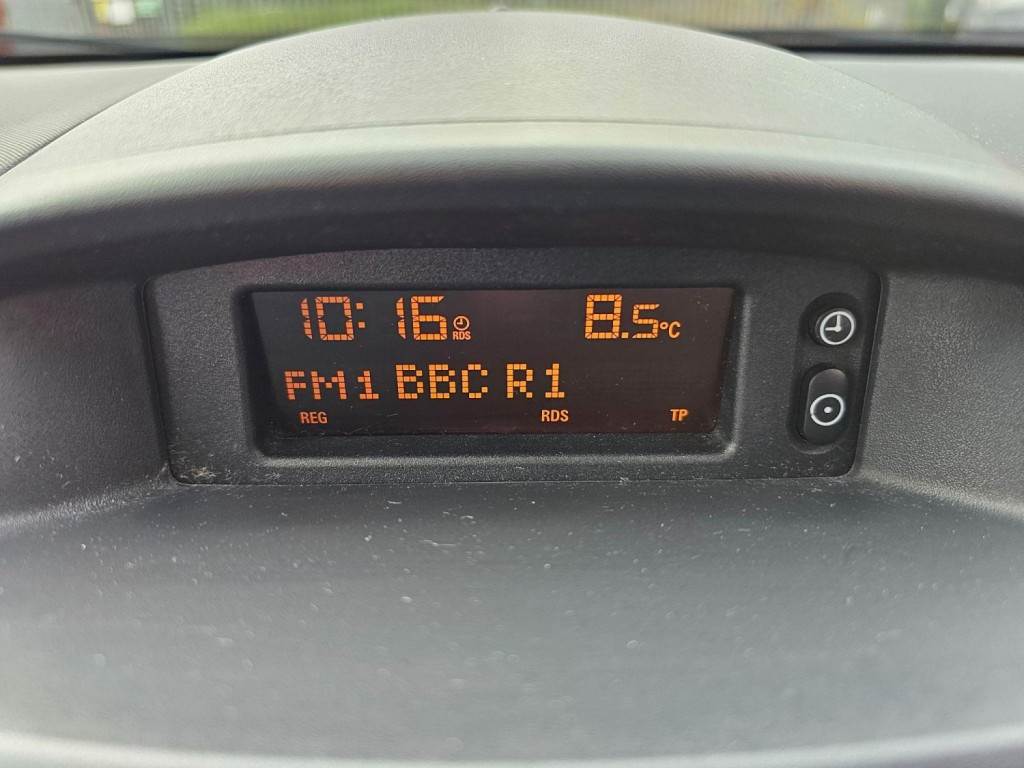 10:16 RDS 8.5°C
FM1 BBC R1
REG RDS TP